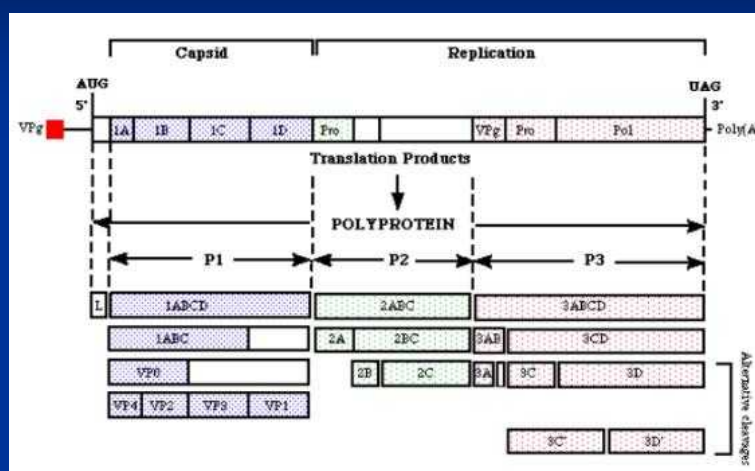 Capsid Replication
AUG UAG
5' 3'
VPg 1A 1B 1C 1D Pro VPg Pro Pol Poly(A
Translation Products
POLYPROTEIN
P1 P2 P3
L 1ABCD 2ABC 3ABCD
1ABC 2A 2BC 3AB 3CD
VP0 2B 2C 3A 3C 3D
VP4 VP2 VP3 VP1
3C' 3D'
Alternative cleavages